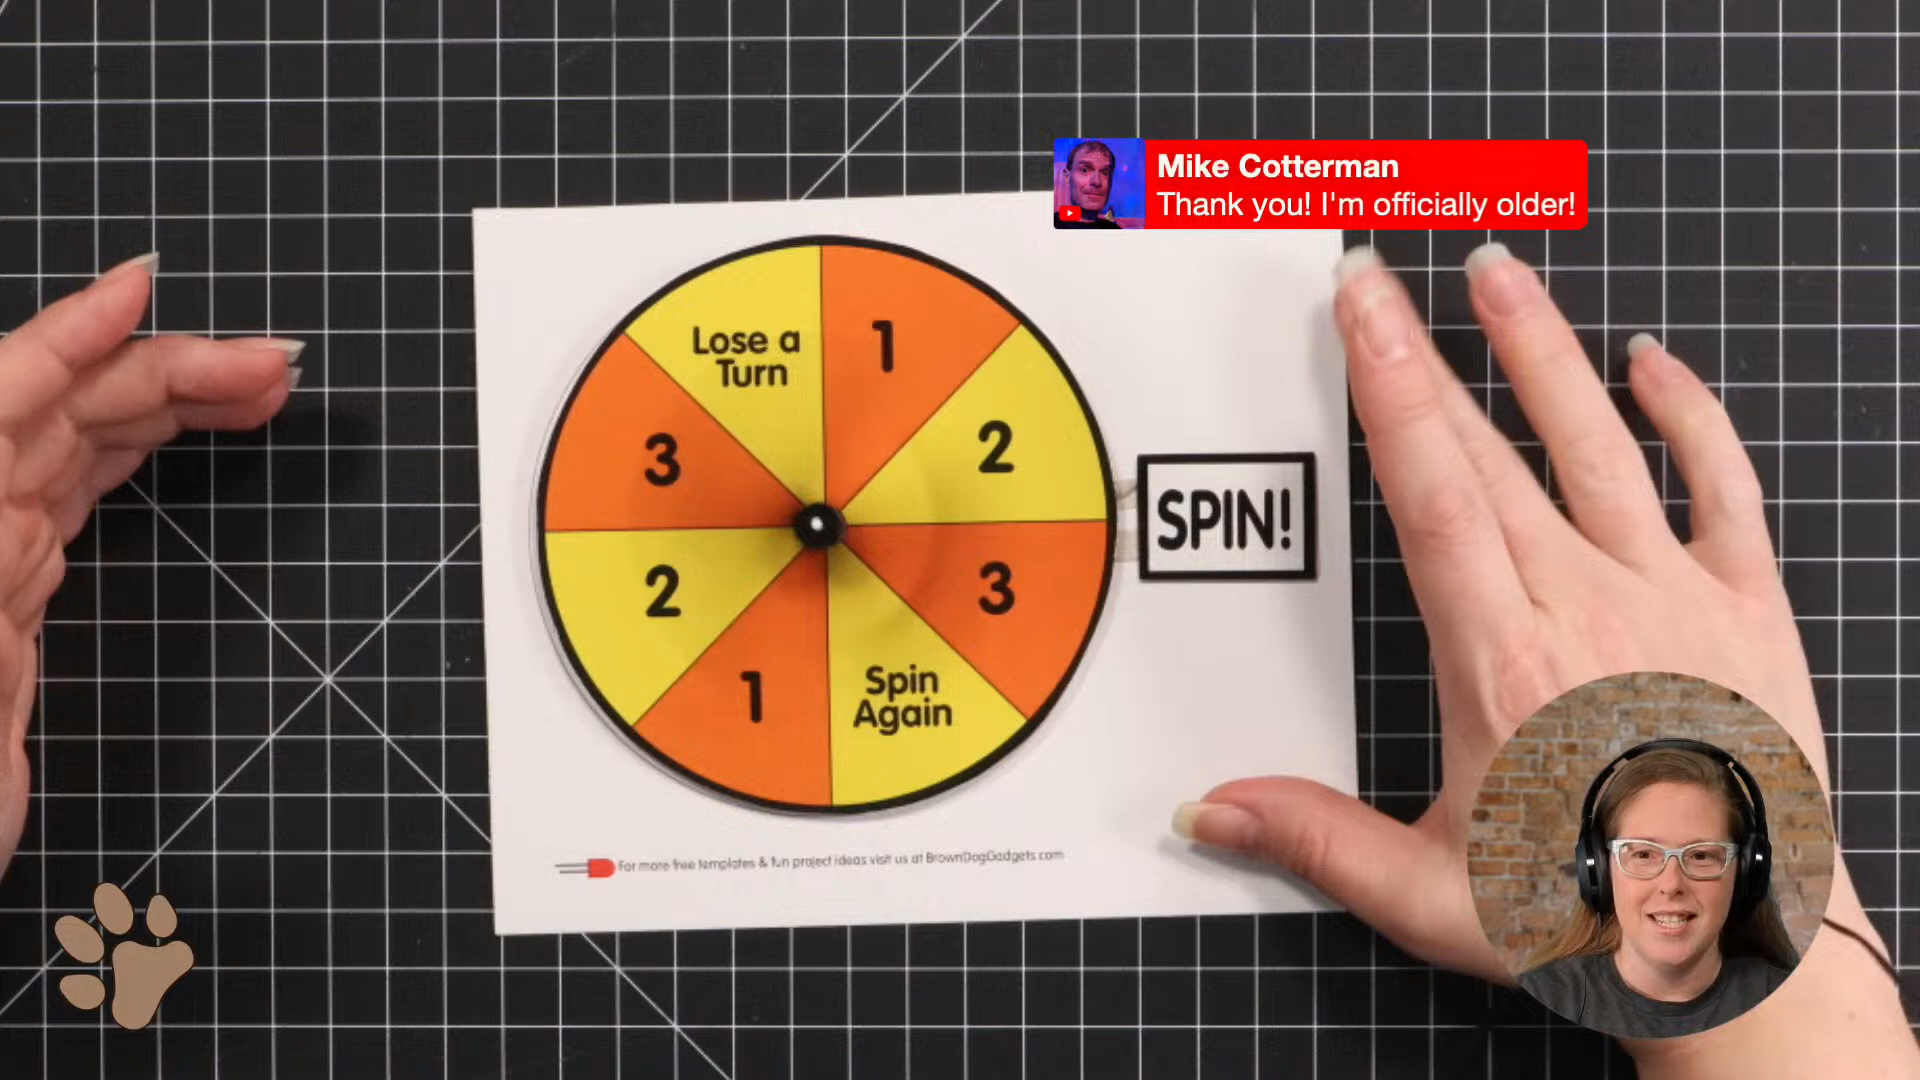 Mike Cotterman
Thank you! I'm officially older!
Lose a
Turn
1
2
3
Spin
Again
1
2
3
SPIN!
For more free templates & fun project ideas visit us at BrownDogGadgets.com